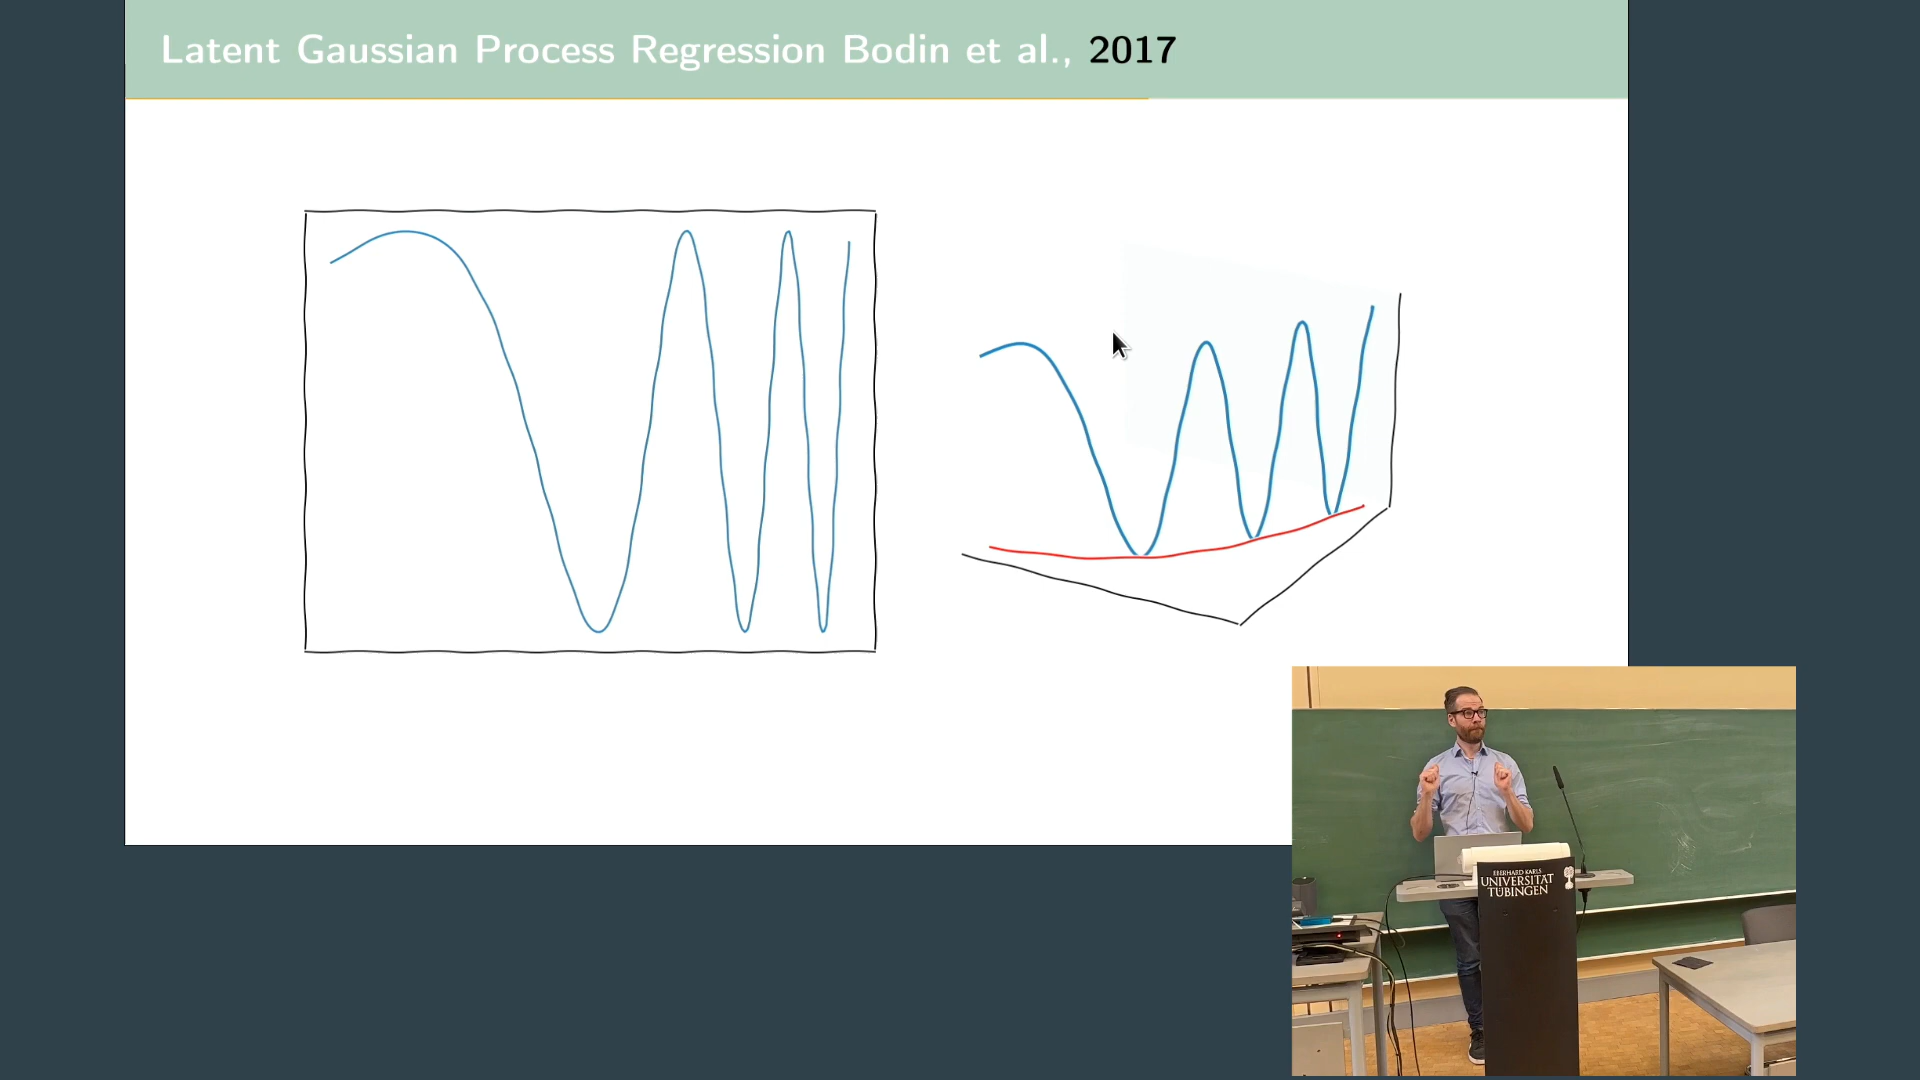 Latent Gaussian Process Regression Bodin et al., 2017
EBERHARD KARLS
UNIVERSITÄT
TÜBINGEN